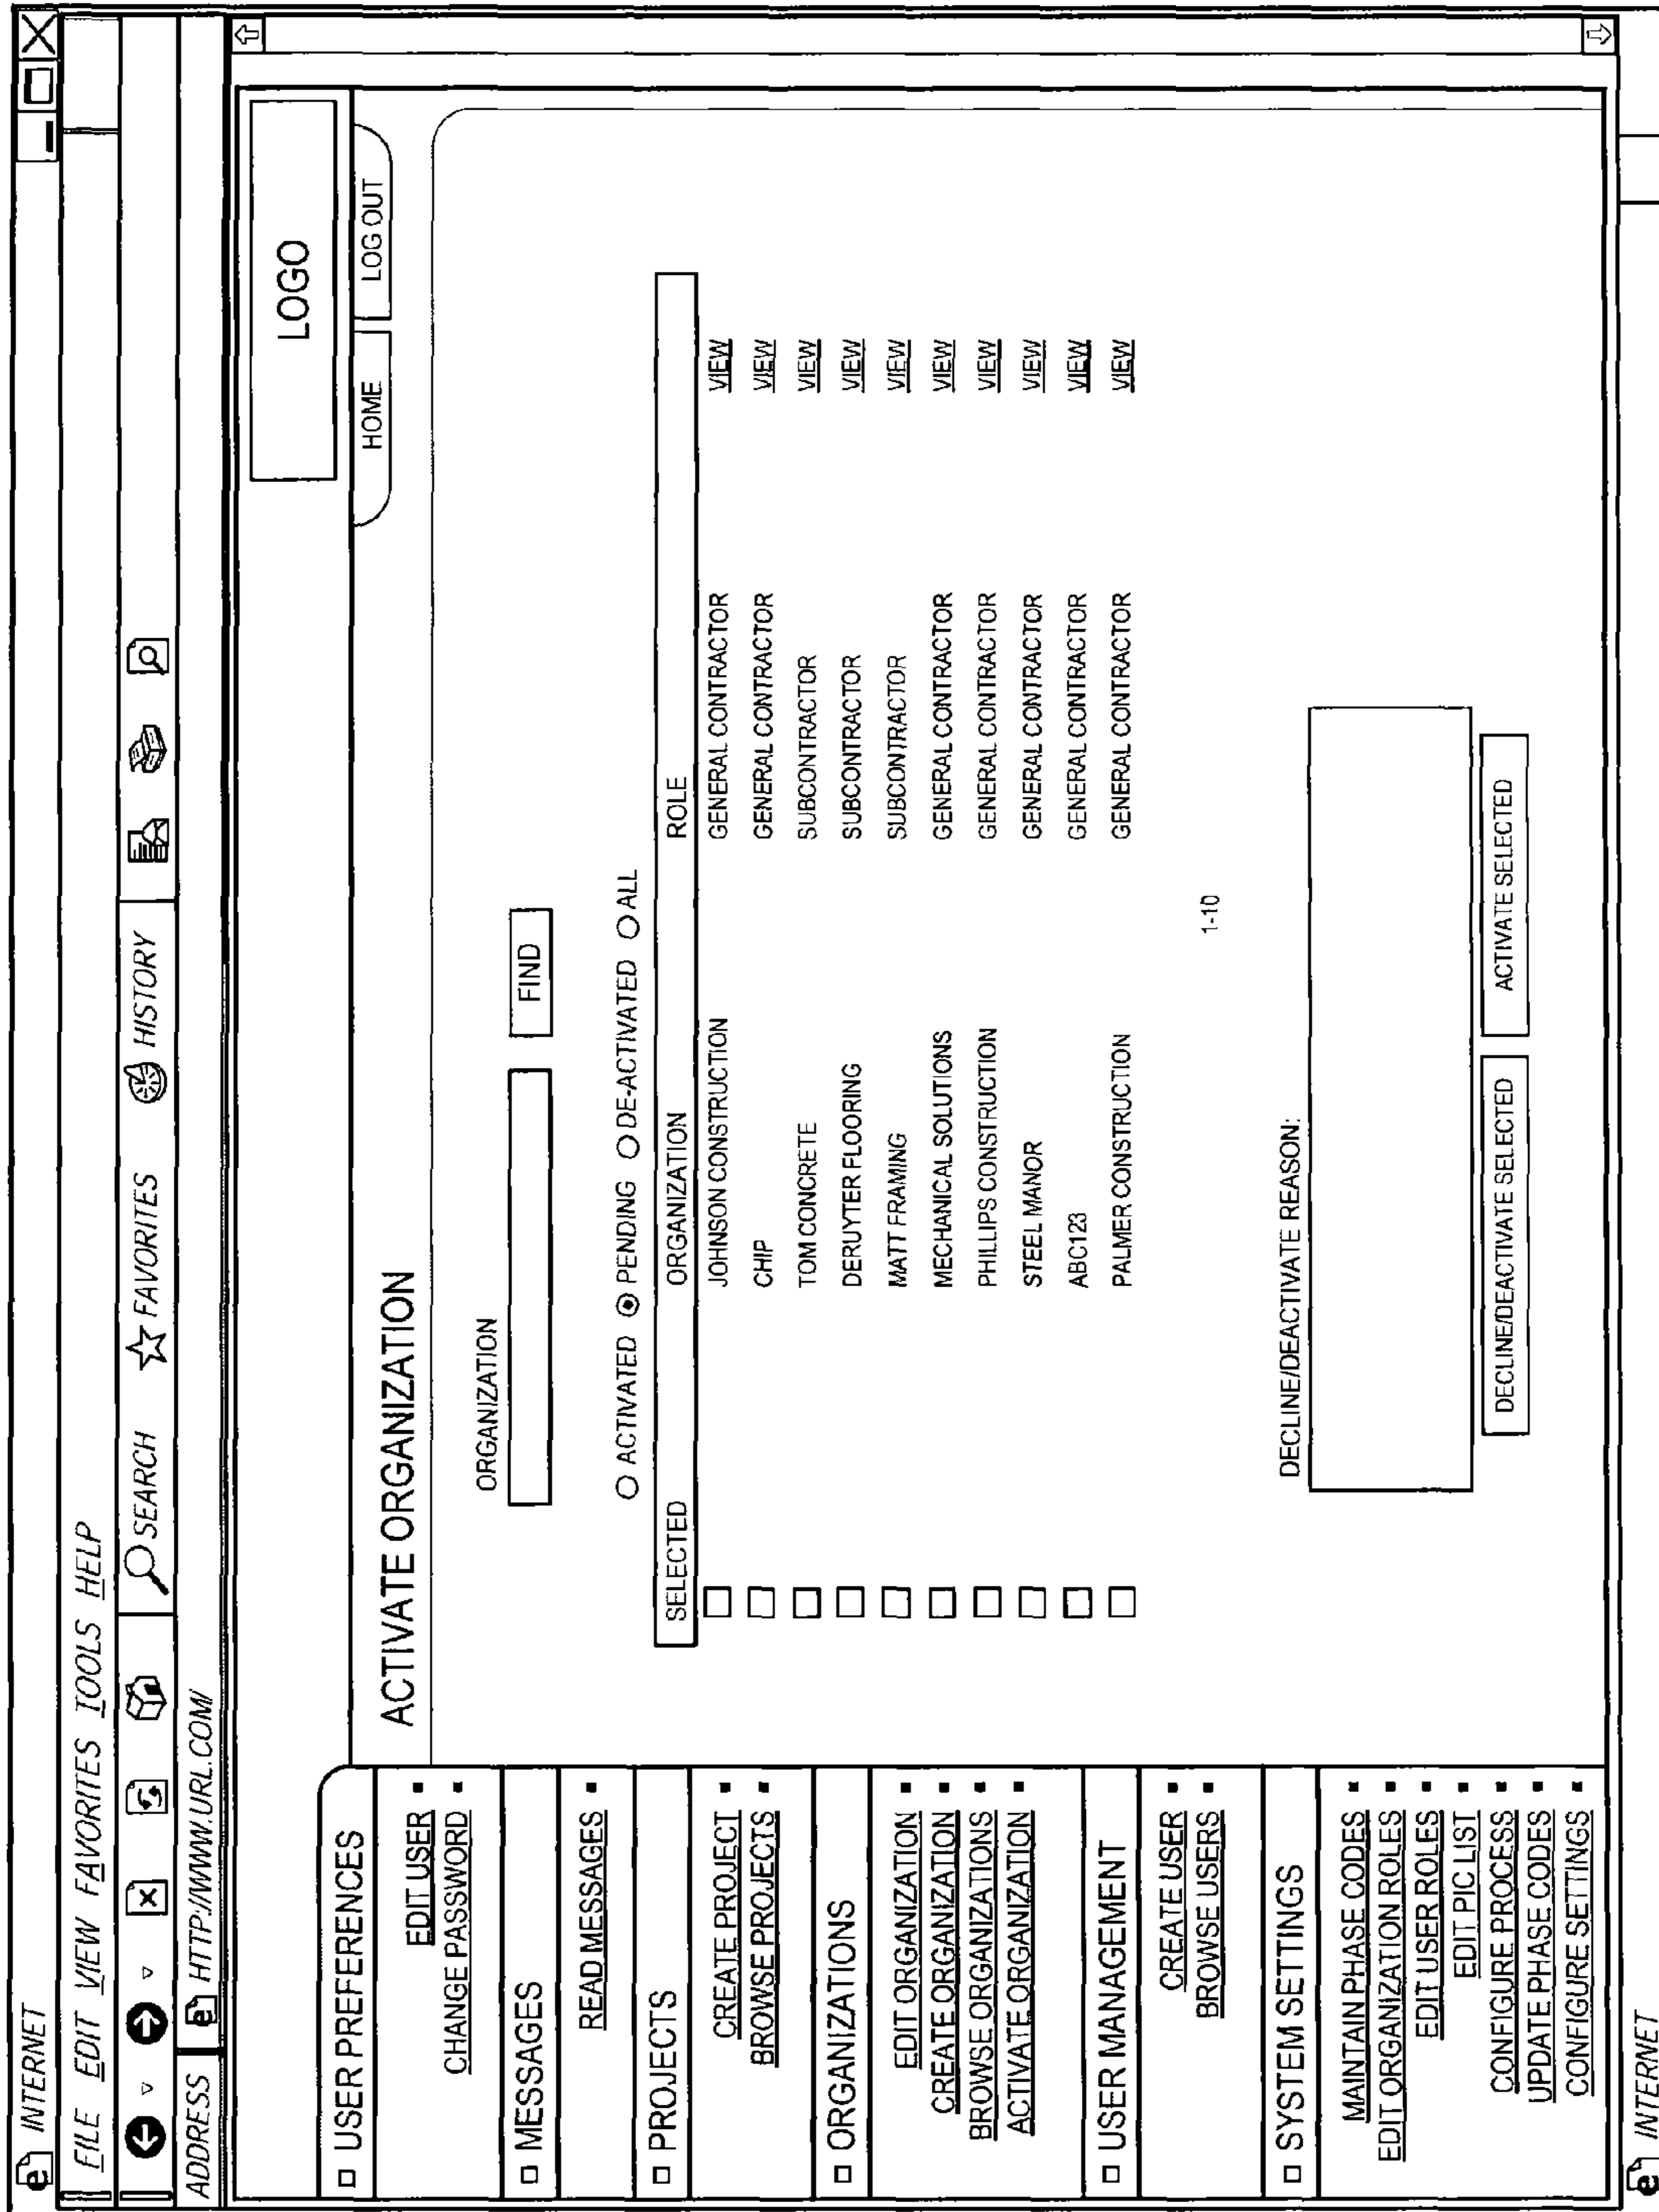 INTERNET
FILE EDIT VIEW FAVORITES TOOLS HELP
SEARCH FAVORITES HISTORY
ADDRESS HTTP://WWW.URL.COM/
LOGO
HOME LOG OUT
USER PREFERENCES
EDIT USER
CHANGE PASSWORD
MESSAGES
READ MESSAGES
PROJECTS
CREATE PROJECT
BROWSE PROJECTS
ORGANIZATIONS
EDIT ORGANIZATION
CREATE ORGANIZATION
BROWSE ORGANIZATIONS
ACTIVATE ORGANIZATION
USER MANAGEMENT
CREATE USER
BROWSE USERS
SYSTEM SETTINGS
MAINTAIN PHASE CODES
EDIT ORGANIZATION ROLES
EDIT USER ROLES
EDIT PIC LIST
CONFIGURE PROCESS
UPDATE PHASE CODES
CONFIGURE SETTINGS
ACTIVATE ORGANIZATION
ORGANIZATION
FIND
ACTIVATED PENDING DE-ACTIVATED ALL
SELECTED ORGANIZATION ROLE
JOHNSON CONSTRUCTION GENERAL CONTRACTOR VIEW
CHIP GENERAL CONTRACTOR VIEW
TOM CONCRETE SUBCONTRACTOR VIEW
DERUYTER FLOORING SUBCONTRACTOR VIEW
MATT FRAMING SUBCONTRACTOR VIEW
MECHANICAL SOLUTIONS GENERAL CONTRACTOR VIEW
PHILLIPS CONSTRUCTION GENERAL CONTRACTOR VIEW
STEEL MANOR GENERAL CONTRACTOR VIEW
ABC123 GENERAL CONTRACTOR VIEW
PALMER CONSTRUCTION GENERAL CONTRACTOR VIEW
1-10
DECLINE/DEACTIVATE REASON:
DECLINE/DEACTIVATE SELECTED ACTIVATE SELECTED
INTERNET